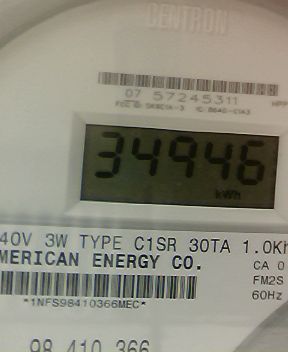 CENTRON
07 57245311
34946
kWh
40V 3W TYPE C1SR 30TA 1.0Kh
MERICAN ENERGY CO.
CA 0
FM2S
60Hz
*1NFS98410366MEC*
98 410 366